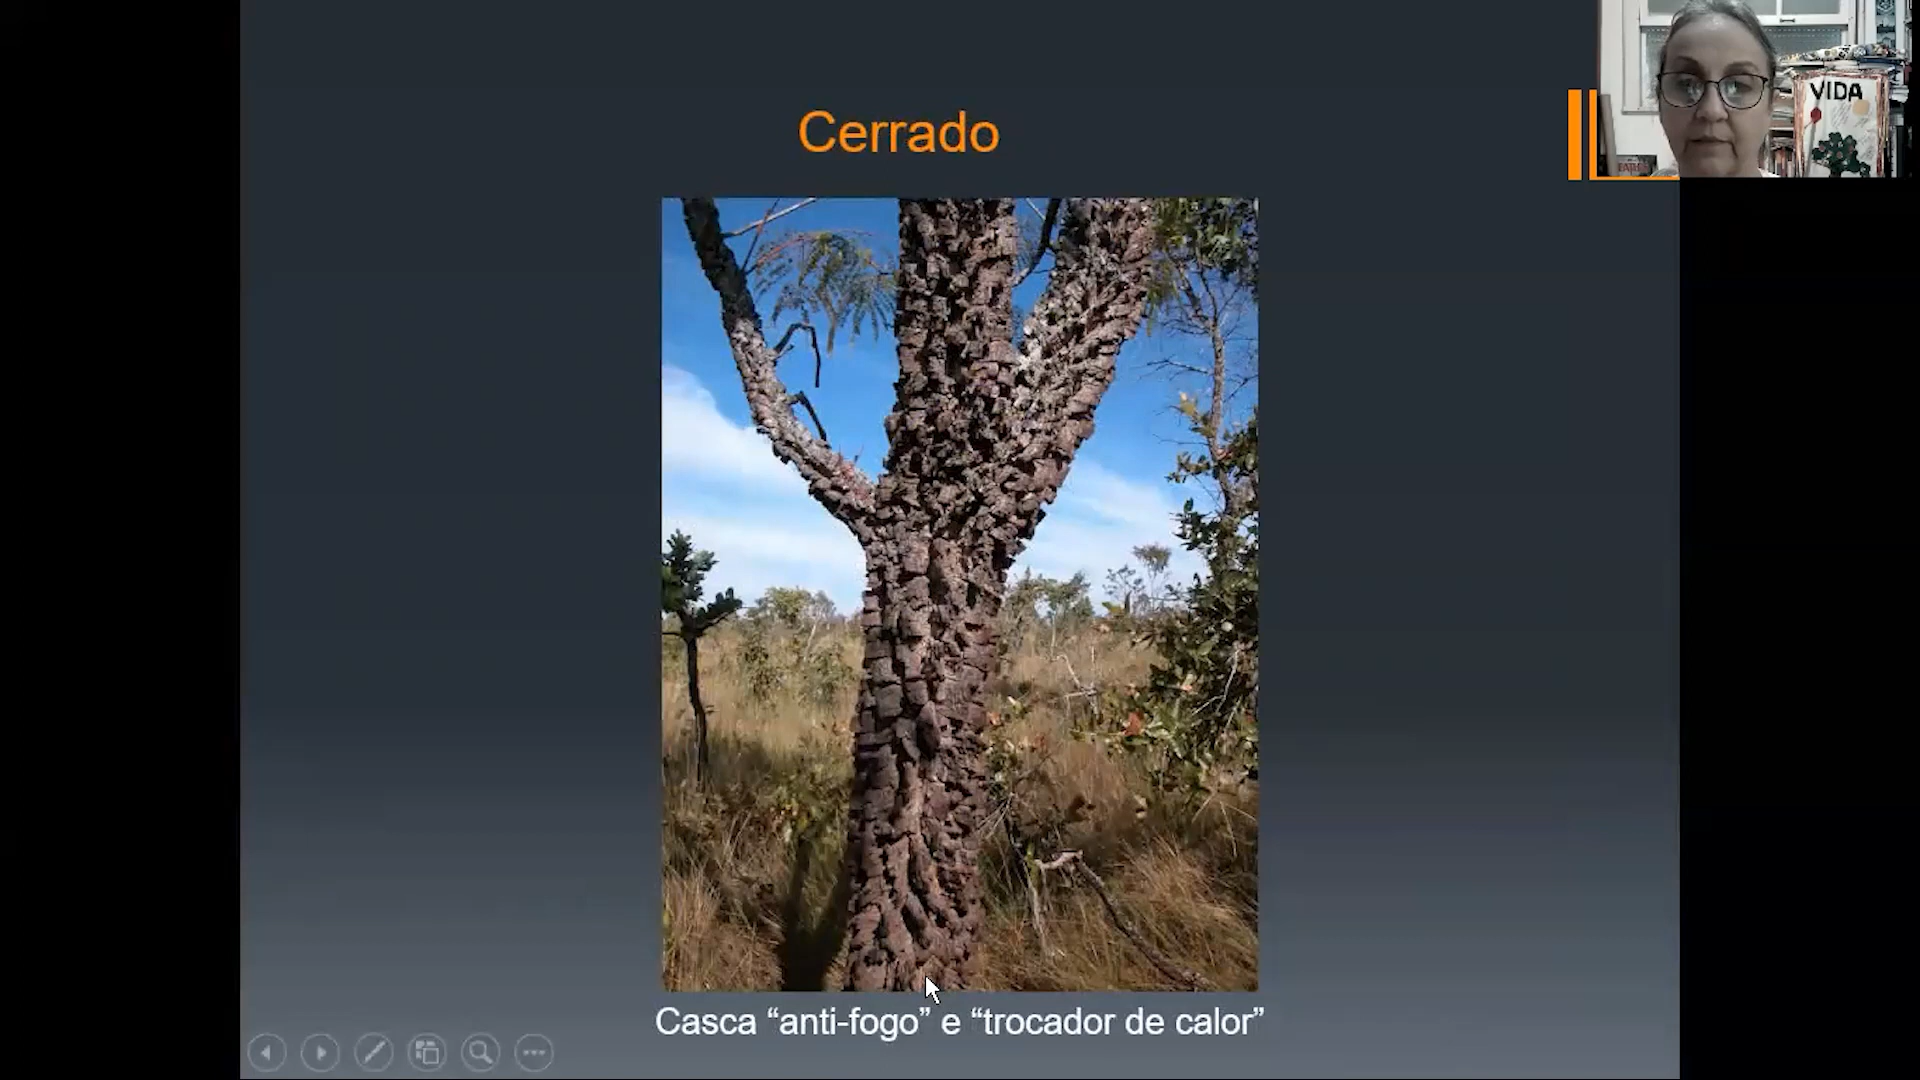 Cerrado
VIDA
Casca “anti-fogo” e “trocador de calor”